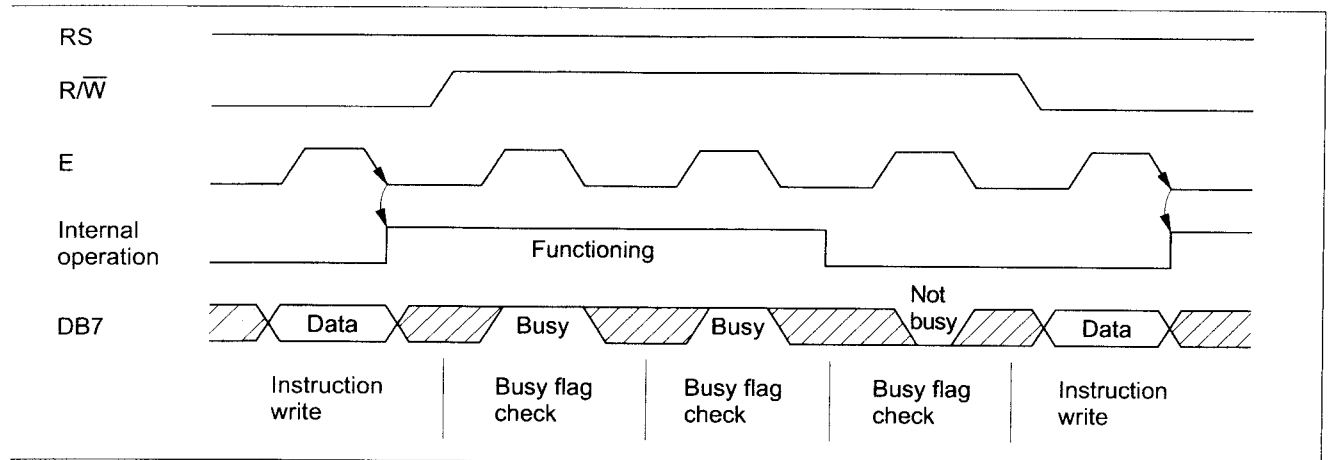 RS
R/W̅
E
Internal
operation
Functioning
DB7
Data
Busy
Busy
Not
busy
Data
Instruction
write
Busy flag
check
Busy flag
check
Busy flag
check
Instruction
write